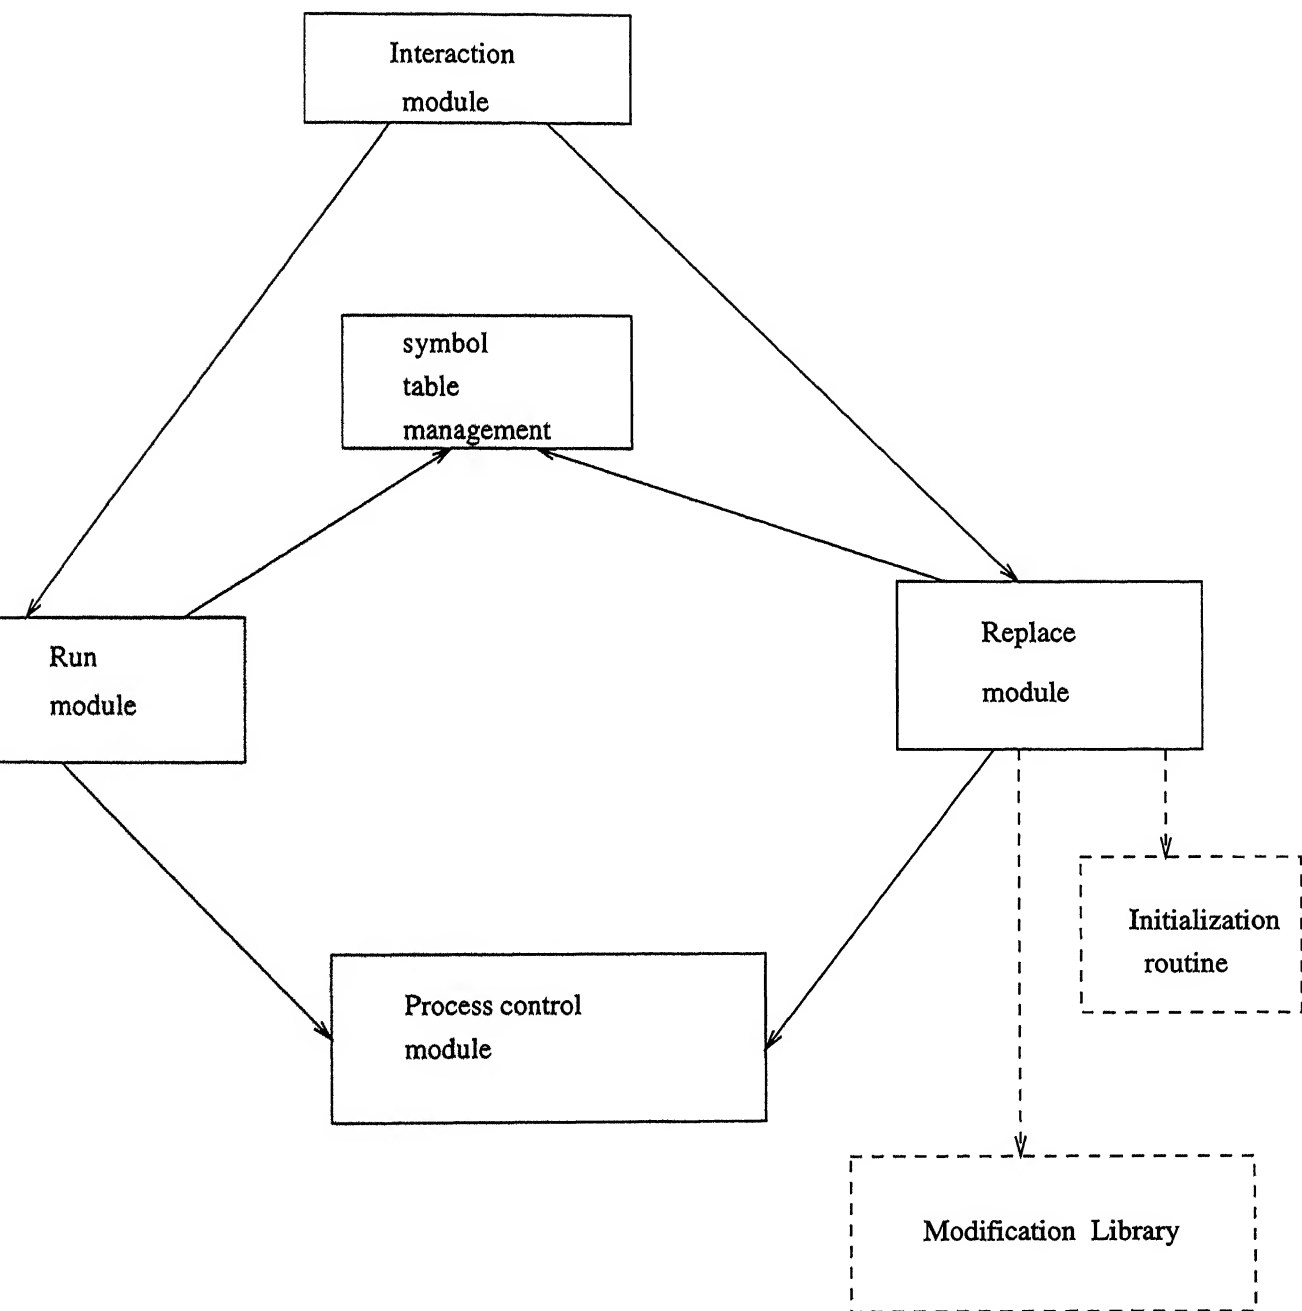 Interaction
module
symbol
table
management
Run
module
Replace
module
Initialization
routine
Process control
module
Modification Library